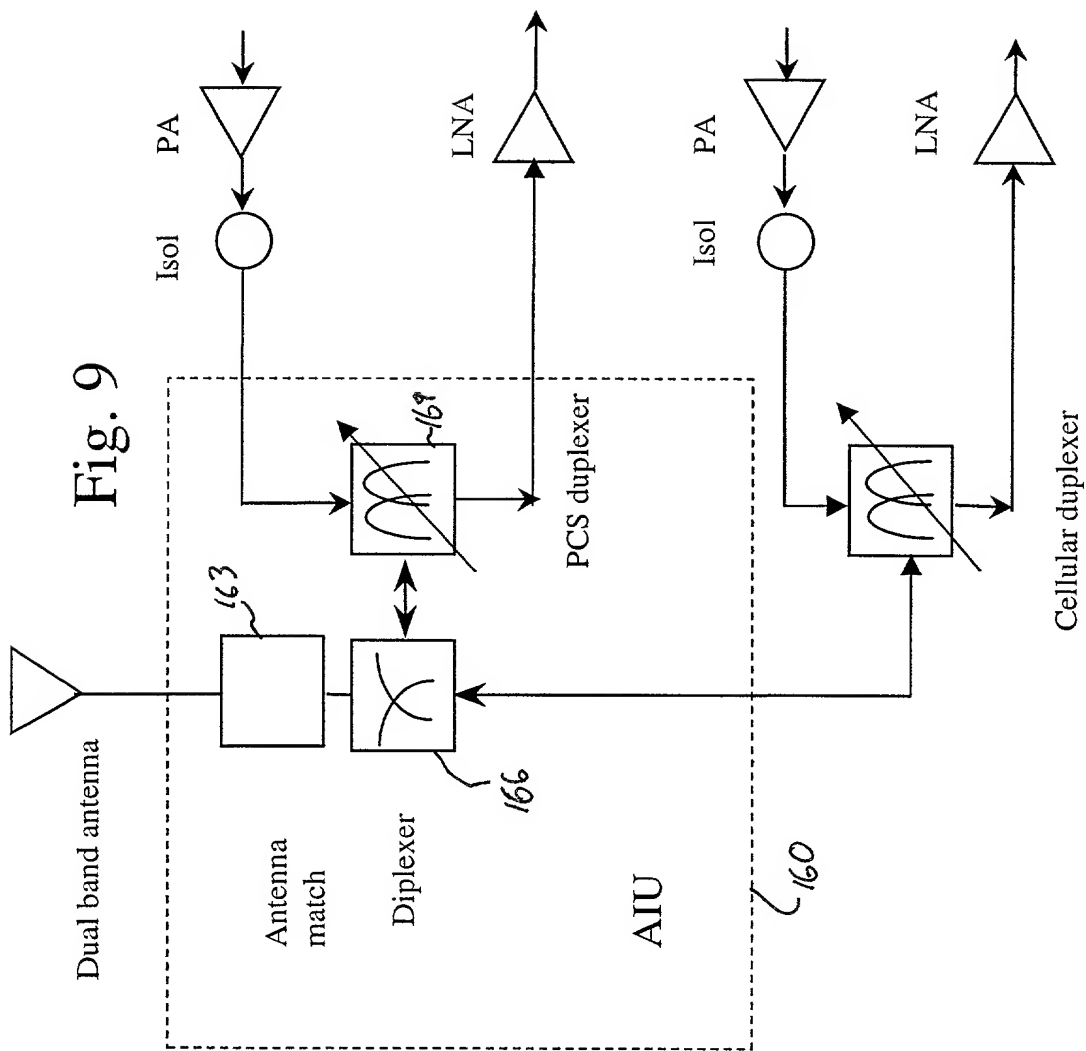 Fig. 9
Dual band antenna
Antenna
match
Diplexer
AIU
163
166
169
160
PCS duplexer
Isol
PA
LNA
Cellular duplexer
Isol
PA
LNA